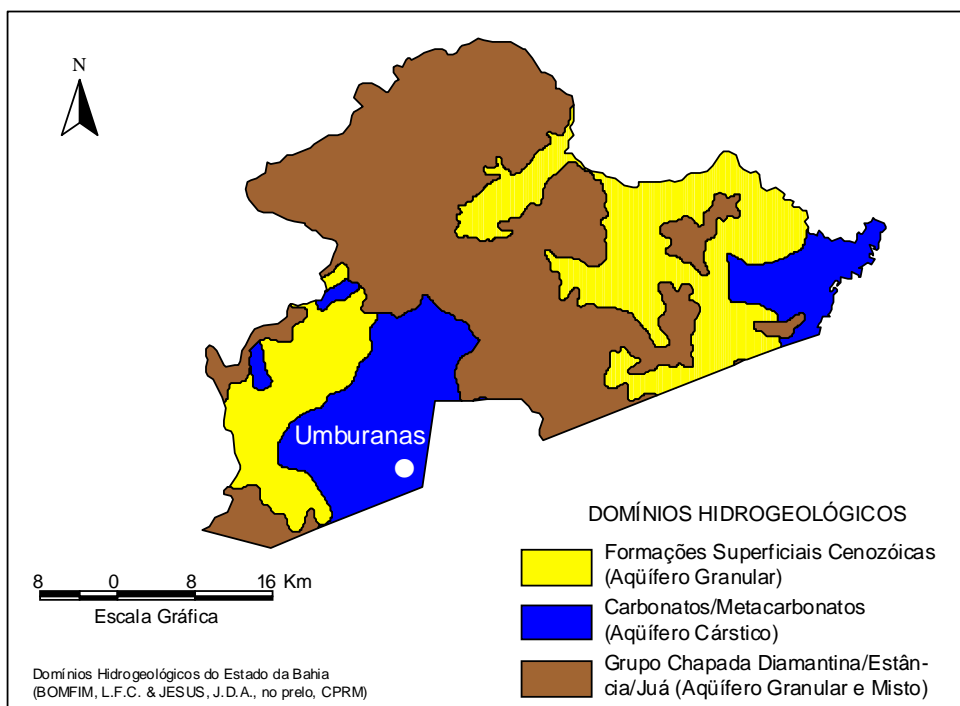 N
Umburanas
DOMÍNIOS HIDROGEOLÓGICOS
Formações Superficiais Cenozóicas
(Aqüífero Granular)
Carbonatos/Metacarbonatos
(Aqüífero Cárstico)
Grupo Chapada Diamantina/Estân-
cia/Juá (Aqüífero Granular e Misto)
8 0 8 16 Km
Escala Gráfica
Domínios Hidrogeológicos do Estado da Bahia
(BOMFIM, L.F.C. & JESUS, J.D.A., no prelo, CPRM)